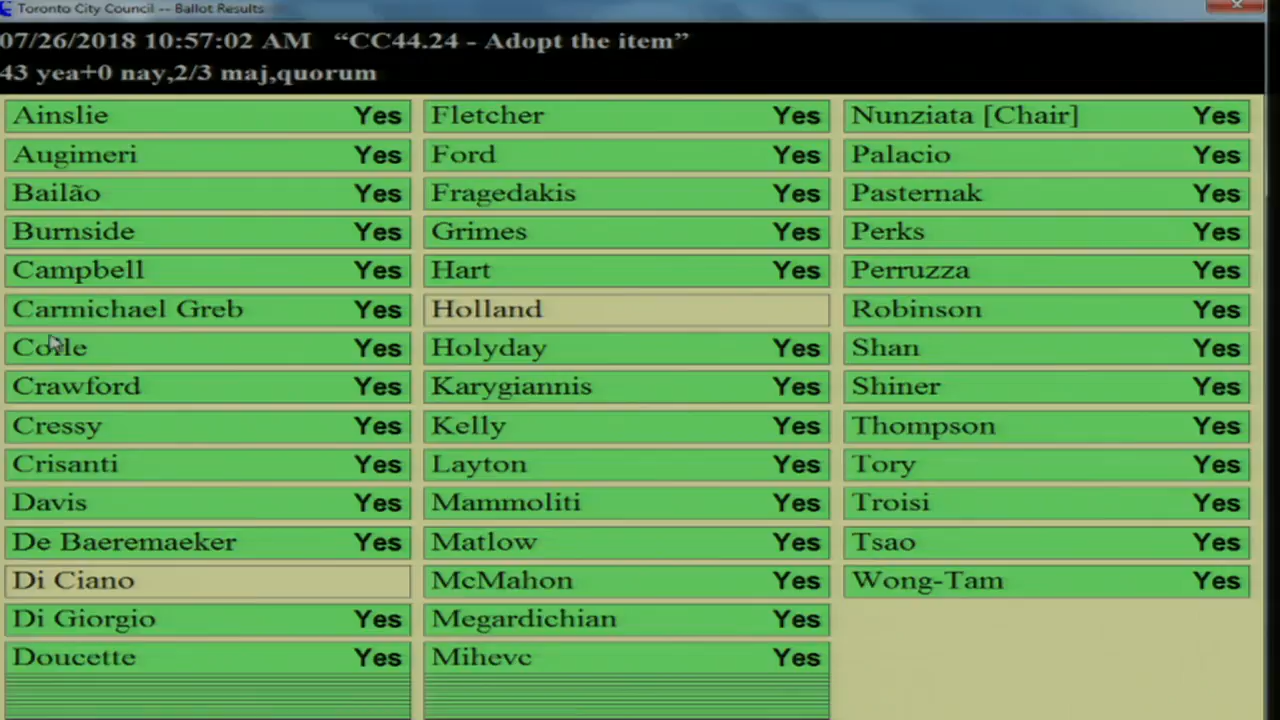 Toronto City Council -- Ballot Results
07/26/2018 10:57:02 AM “CC44.24 - Adopt the item”
43 yea+0 nay,2/3 maj,quorum
Ainslie Yes
Augimeri Yes
Bailão Yes
Burnside Yes
Campbell Yes
Carmichael Greb Yes
Colle Yes
Crawford Yes
Cressy Yes
Crisanti Yes
Davis Yes
De Baeremaeker Yes
Di Ciano
Di Giorgio Yes
Doucette Yes
Fletcher Yes
Ford Yes
Fragedakis Yes
Grimes Yes
Hart Yes
Holland
Holyday Yes
Karygiannis Yes
Kelly Yes
Layton Yes
Mammoliti Yes
Matlow Yes
McMahon Yes
Megardichian Yes
Mihevc Yes
Nunziata [Chair] Yes
Palacio Yes
Pasternak Yes
Perks Yes
Perruzza Yes
Robinson Yes
Shan Yes
Shiner Yes
Thompson Yes
Tory Yes
Troisi Yes
Tsao Yes
Wong-Tam Yes